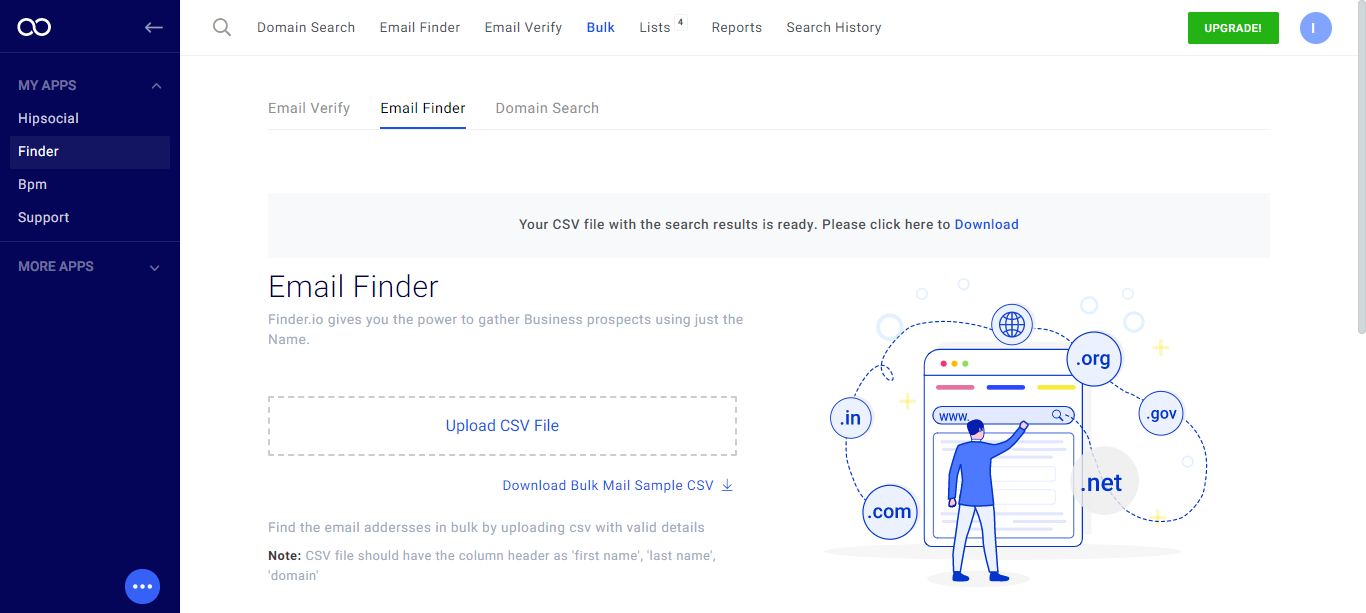 Domain Search Email Finder Email Verify Bulk Lists 4 Reports Search History UPGRADE! I
MY APPS
Hipsocial
Finder
Bpm
Support
MORE APPS
Email Verify Email Finder Domain Search
Your CSV file with the search results is ready. Please click here to Download
Email Finder
Finder.io gives you the power to gather Business prospects using just the
Name.
Upload CSV File
Download Bulk Mail Sample CSV
Find the email addersses in bulk by uploading csv with valid details
Note: CSV file should have the column header as 'first name', 'last name',
'domain'
.org
.in
www.
.gov
.net
.com